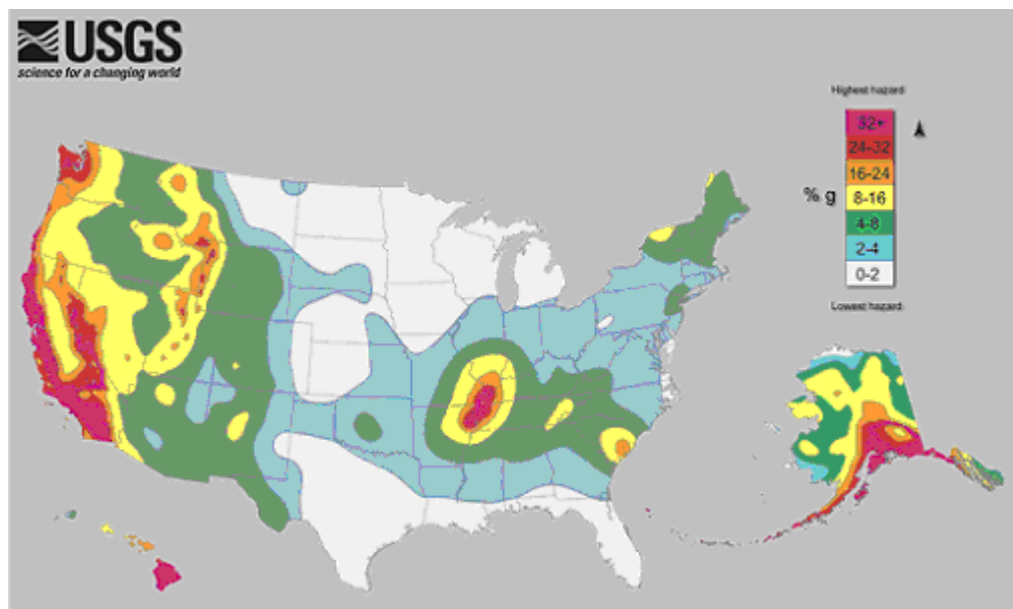 USGS
science for a changing world
Highest hazard
32+
24-32
16-24
% g
8-16
4-8
2-4
0-2
Lowest hazard